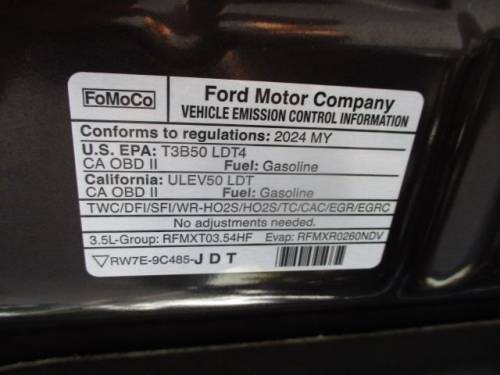 FoMoCo
Ford Motor Company
VEHICLE EMISSION CONTROL INFORMATION
Conforms to regulations: 2024 MY
U.S. EPA: T3B50 LDT4
CA OBD II Fuel: Gasoline
California: ULEV50 LDT
CA OBD II Fuel: Gasoline
TWC/DFI/SFI/WR-HO2S/HO2S/TC/CAC/EGR/EGRC
No adjustments needed.
3.5L-Group: RFMXT03.54HF Evap: RFMXR0260NDV
RW7E-9C485-JDT